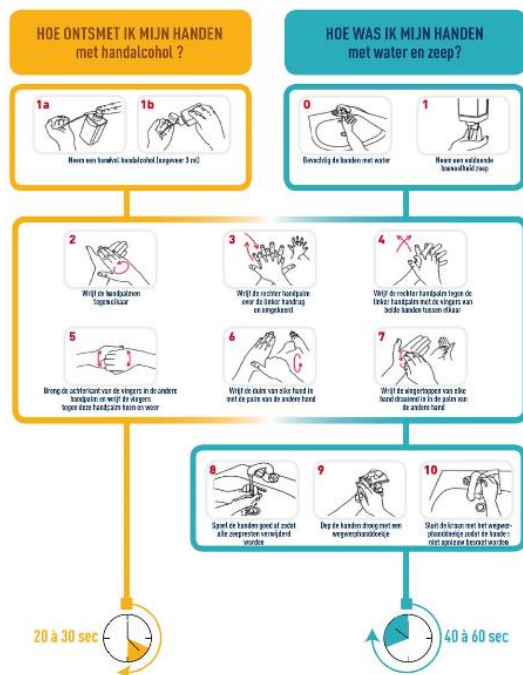 HOE ONTSMET IK MIJN HANDEN
met handalcohol ?
HOE WAS IK MIJN HANDEN
met water en zeep?
1a
1b
Neem een handvol handalcohol (ongeveer 3 ml)
0
Bevochtig de handen met water
1
Neem een voldoende
hoeveelheid zeep
2
Wrijf de handpalmen
tegen elkaar
3
Wrijf de rechter handpalm
over de linker handrug
en omgekeerd
4
Wrijf de rechter handpalm tegen de
linker handpalm met de vingers van
beide handen tussen elkaar
5
Breng de achterkant van de vingers in de andere
handpalm en wrijf de vingers
tegen deze handpalm heen en weer
6
Wrijf de duim van elke hand in
met de palm van de andere hand
7
Wrijf de vingertoppen van elke
hand draaiend in in de palm van
de andere hand
8
Spoel de handen goed af zodat
alle zeepresten verwijderd
worden
9
Dep de handen droog met een
wegwerphanddoekje
10
Sluit de kraan met het wegwer-
phanddoekje zodat de handen
niet opnieuw besmet worden
20 à 30 sec
40 à 60 sec